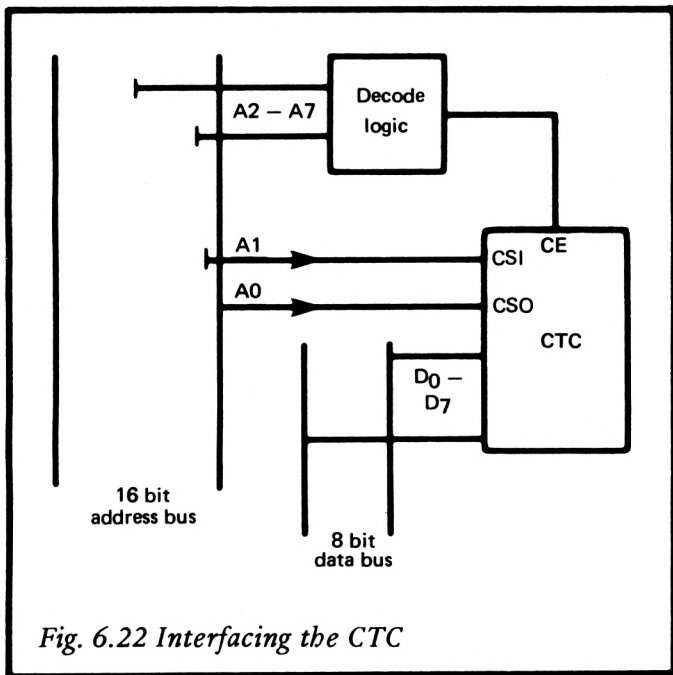 Decode
logic
A2 – A7
A1
A0
CE
CSI
CSO
CTC
D0 –
D7
16 bit
address bus
8 bit
data bus
Fig. 6.22 Interfacing the CTC